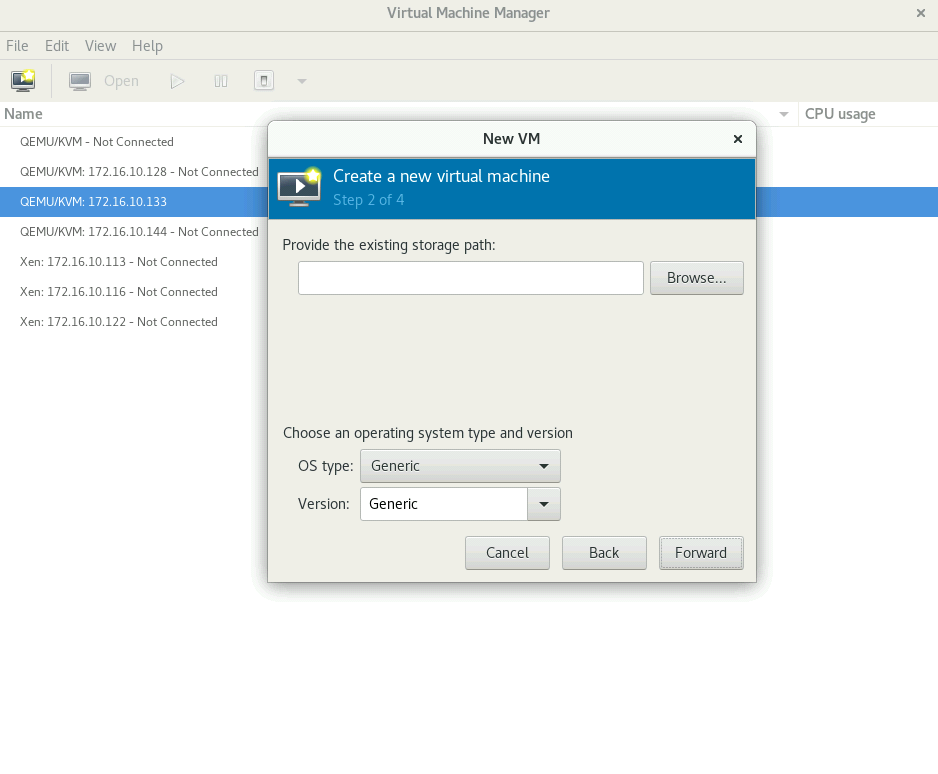 Virtual Machine Manager
File Edit View Help
Open
Name CPU usage
QEMU/KVM - Not Connected
QEMU/KVM: 172.16.10.128 - Not Connected
QEMU/KVM: 172.16.10.133
QEMU/KVM: 172.16.10.144 - Not Connected
Xen: 172.16.10.113 - Not Connected
Xen: 172.16.10.116 - Not Connected
Xen: 172.16.10.122 - Not Connected
New VM
Create a new virtual machine
Step 2 of 4
Provide the existing storage path:
Browse...
Choose an operating system type and version
OS type: Generic
Version: Generic
Cancel Back Forward